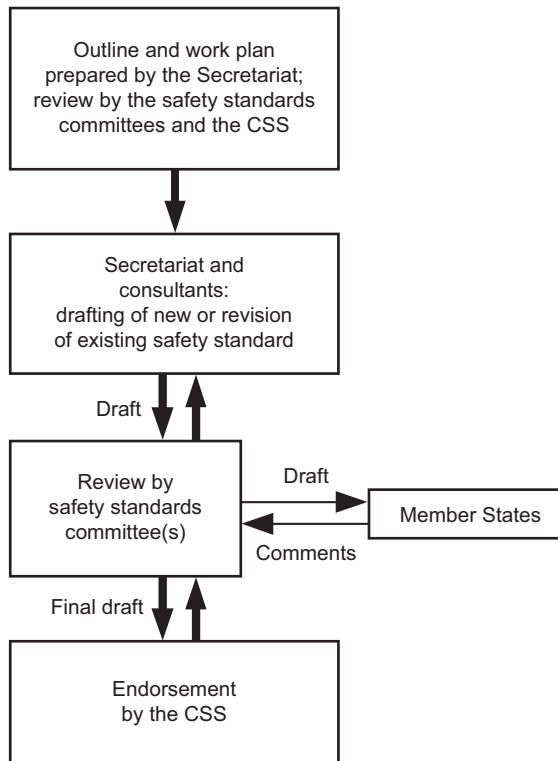 Outline and work plan
prepared by the Secretariat;
review by the safety standards
committees and the CSS
Secretariat and
consultants:
drafting of new or revision
of existing safety standard
Draft
Review by
safety standards
committee(s)
Draft
Member States
Comments
Final draft
Endorsement
by the CSS